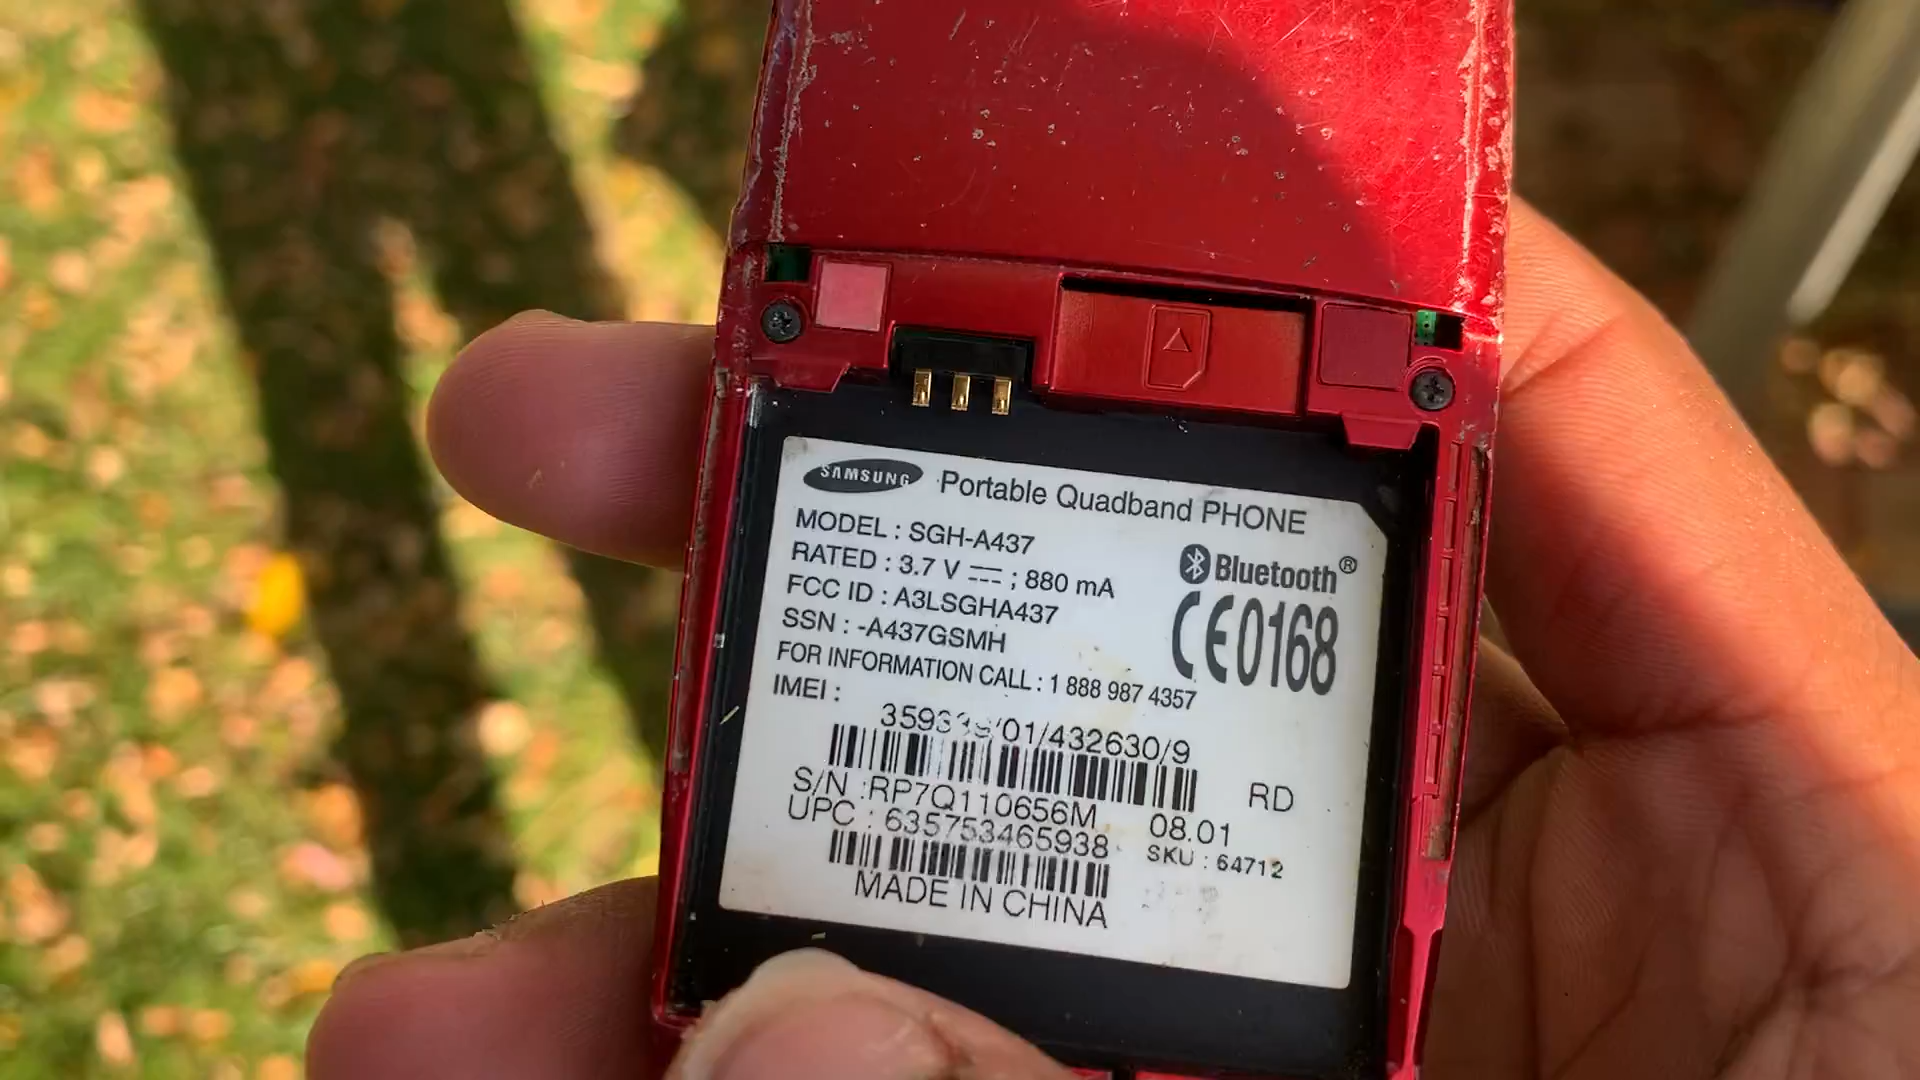 SAMSUNG Portable Quadband PHONE
MODEL : SGH-A437
RATED : 3.7 V ⎓ ; 880 mA
Bluetooth®
FCC ID : A3LSGHA437
CE0168
SSN : -A437GSMH
FOR INFORMATION CALL : 1 888 987 4357
IMEI :
/01/432630/9
RD
S/N :RP7Q110656M 08.01
UPC : 635753465938 SKU : 64712
MADE IN CHINA